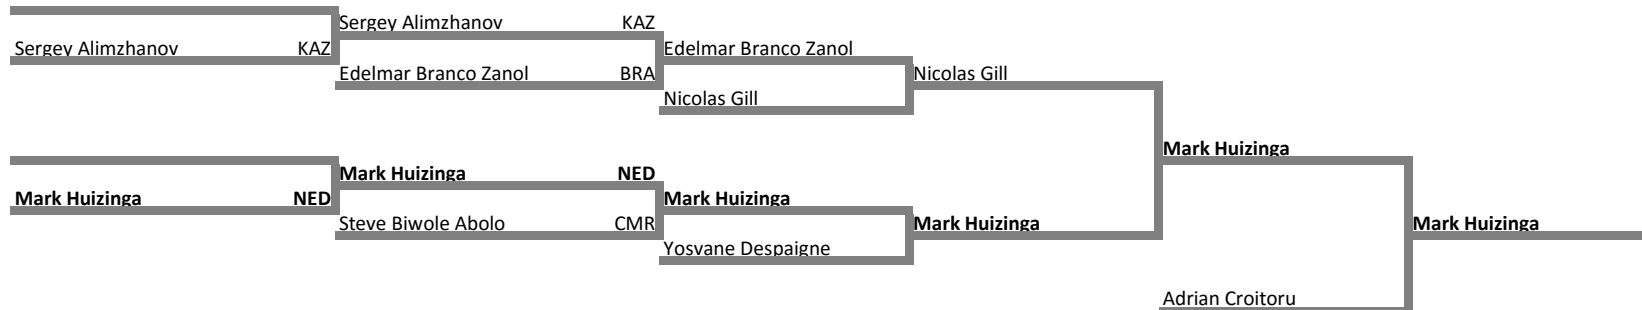 Sergey Alimzhanov KAZ
Sergey Alimzhanov KAZ
Edelmar Branco Zanol
Edelmar Branco Zanol BRA
Nicolas Gill
Nicolas Gill
Mark Huizinga
Mark Huizinga NED
Mark Huizinga NED
Mark Huizinga
Steve Biwole Abolo CMR
Mark Huizinga
Mark Huizinga
Yosvane Despaigne
Adrian Croitoru